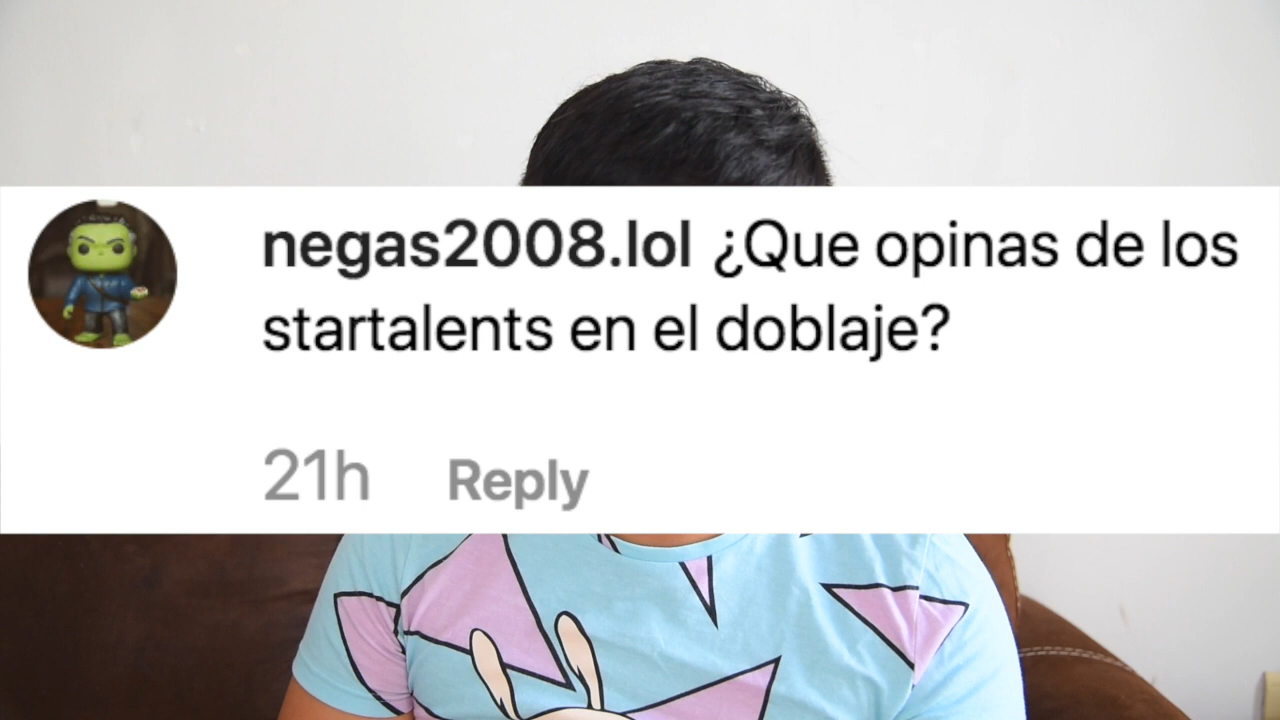 negas2008.lol ¿Que opinas de los
startalents en el doblaje?
21h Reply